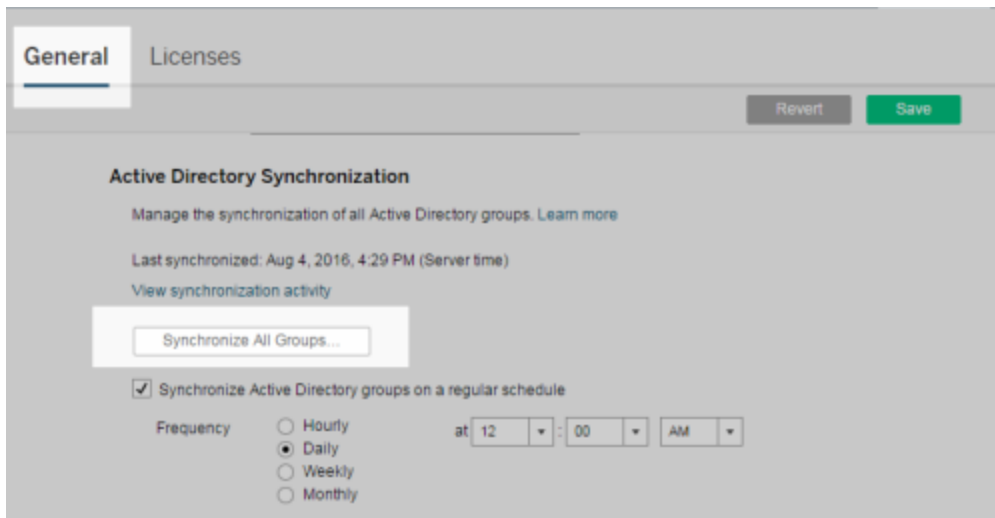 General Licenses
Revert Save
Active Directory Synchronization
Manage the synchronization of all Active Directory groups. Learn more
Last synchronized: Aug 4, 2016, 4:29 PM (Server time)
View synchronization activity
Synchronize All Groups...
Synchronize Active Directory groups on a regular schedule
Frequency Hourly at 12 : 00 AM
Daily
Weekly
Monthly